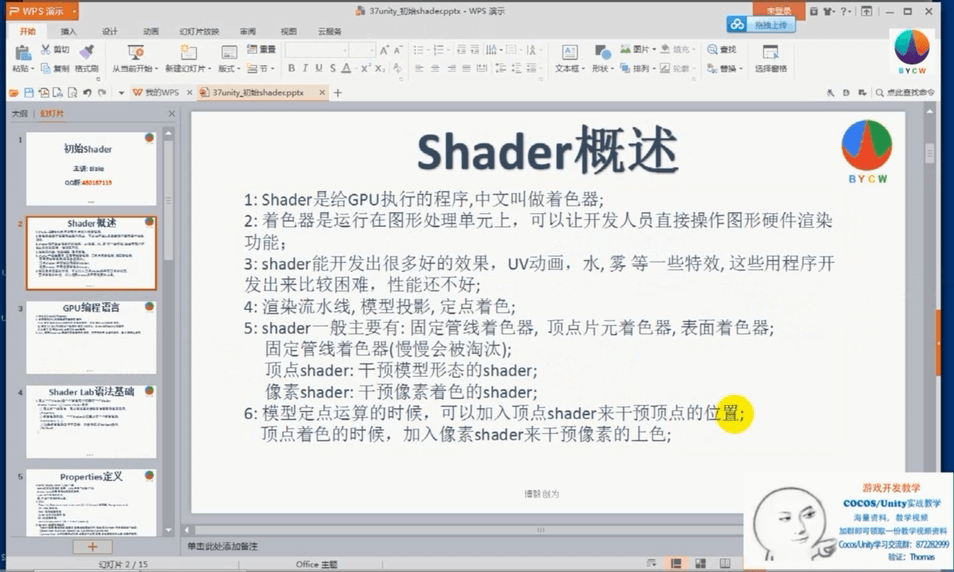 WPS 演示
37unity_初始shader.pptx - WPS 演示
未登录
拖拽上传
开始
插入
设计
动画
幻灯片放映
审阅
视图
云服务
粘贴
剪切
复制
格式刷
从当前开始
新建幻灯片
版式
重置
节
B I U S A
文本框
形状
图片
排列
填充
轮廓
查找
替换
选择窗格
BYCW
我的WPS
37unity_初始shader.pptx
点此查找命令
大纲
幻灯片
1
初始Shader
主讲: Blake
2
Shader概述
3
GPU编程语言
4
Shader Lab语法基础
5
Properties定义
Shader概述
BYCW
1: Shader是给GPU执行的程序,中文叫做着色器;
2: 着色器是运行在图形处理单元上，可以让开发人员直接操作图形硬件渲染
功能；
3: shader能开发出很多好的效果，UV动画，水, 雾 等一些特效, 这些用程序开
发出来比较困难，性能还不好;
4: 渲染流水线, 模型投影, 定点着色;
5: shader一般主要有: 固定管线着色器, 顶点片元着色器, 表面着色器;
固定管线着色器(慢慢会被淘汰);
顶点shader: 干预模型形态的shader;
像素shader: 干预像素着色的shader;
6: 模型定点运算的时候，可以加入顶点shader来干预顶点的位置;
顶点着色的时候，加入像素shader来干预像素的上色;
博毅创为
单击此处添加备注
幻灯片 2 / 15
Office 主题
游戏开发教学
COCOS/Unity实战教学
海量资料，教学视频
加群即可领取一份教学视频资料
Cocos/Unity学习交流群：872282999
验证：Thomas